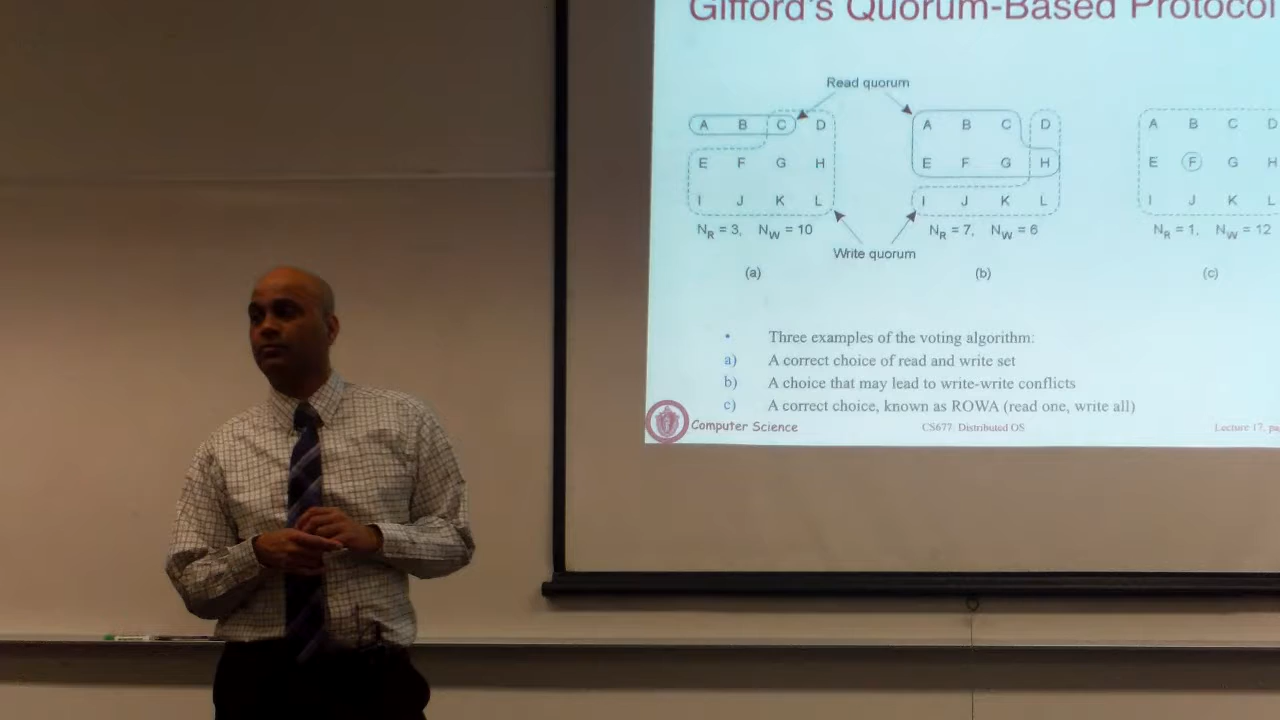 Gifford's Quorum-Based Protocol
Read quorum
A B C D
E F G H
I J K L
NR = 3, NW = 10
(a)
A B C D
E F G H
I J K L
NR = 7, NW = 6
(b)
A B C D
E F G H
I J K L
NR = 1, NW = 12
(c)
Write quorum
• Three examples of the voting algorithm:
a) A correct choice of read and write set
b) A choice that may lead to write-write conflicts
c) A correct choice, known as ROWA (read one, write all)
Computer Science
CS677: Distributed OS
Lecture 17,